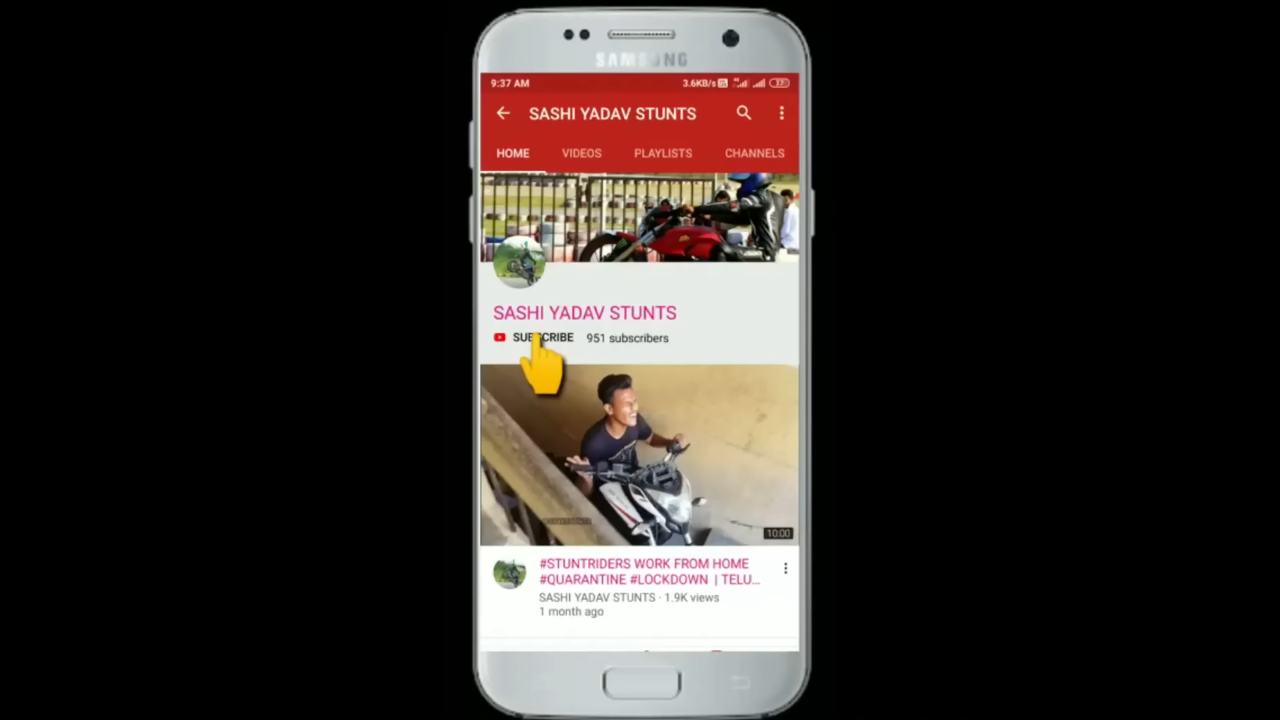 SAMSUNG
9:37 AM
3.6KB/s
SASHI YADAV STUNTS
HOME VIDEOS PLAYLISTS CHANNELS
SASHI YADAV STUNTS
SUBSCRIBE 951 subscribers
10:00
#STUNTRIDERS WORK FROM HOME
#QUARANTINE #LOCKDOWN | TELU...
SASHI YADAV STUNTS · 1.9K views
1 month ago